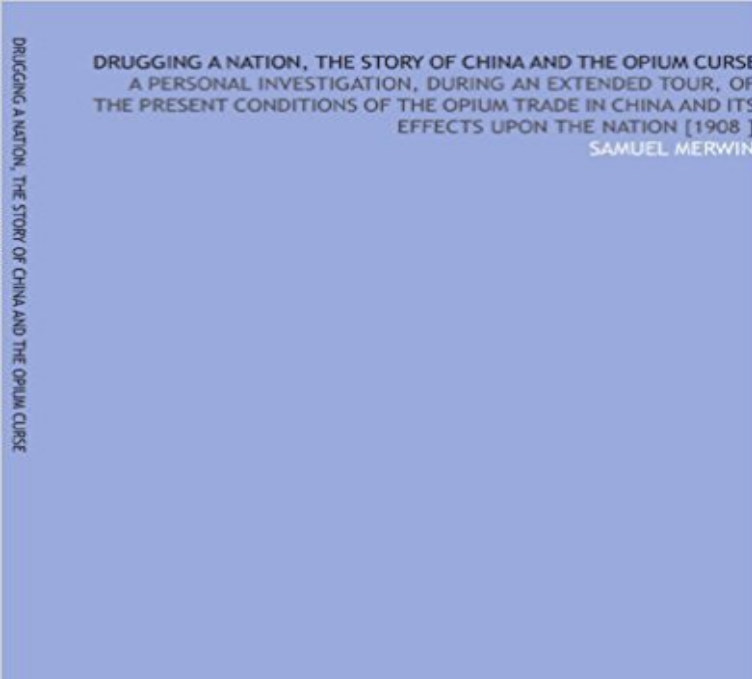 DRUGGING A NATION, THE STORY OF CHINA AND THE OPIUM CURSE
A PERSONAL INVESTIGATION, DURING AN EXTENDED TOUR, OF
THE PRESENT CONDITIONS OF THE OPIUM TRADE IN CHINA AND ITS
EFFECTS UPON THE NATION [1908 ]
SAMUEL MERWIN
DRUGGING A NATION, THE STORY OF CHINA AND THE OPIUM CURSE